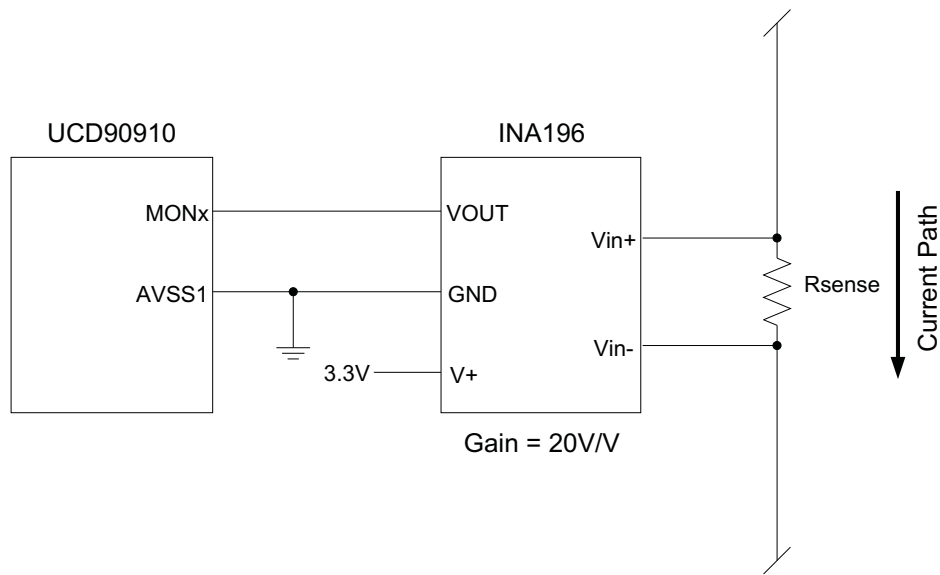 UCD90910
INA196
MONx
VOUT
Vin+
AVSS1
GND
Rsense
Current Path
Vin-
3.3V
V+
Gain = 20V/V